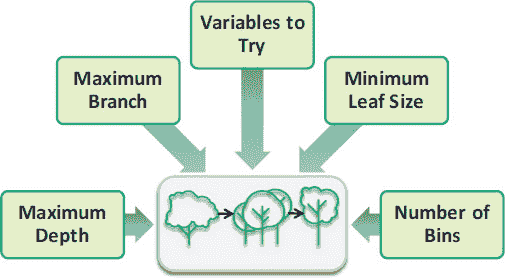 Variables to
Try
Maximum
Branch
Minimum
Leaf Size
Maximum
Depth
Number of
Bins